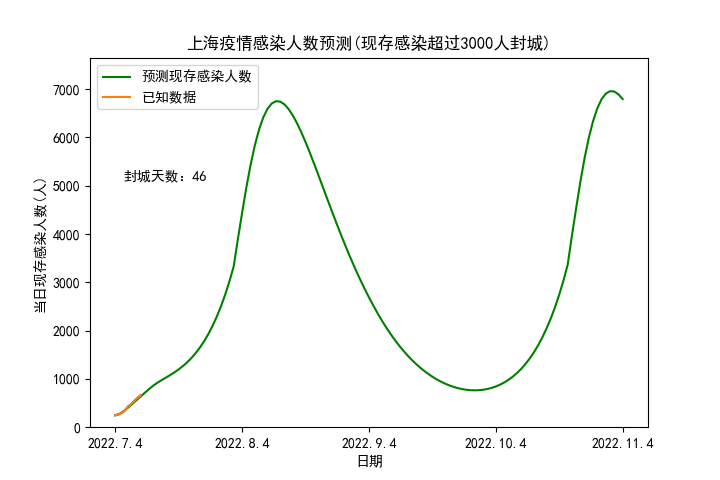 上海疫情感染人数预测(现存感染超过3000人封城)
预测现存感染人数
已知数据
封城天数：46
当日现存感染人数(人)
7000
6000
5000
4000
3000
2000
1000
0
2022.7.4
2022.8.4
2022.9.4
2022.10.4
2022.11.4
日期